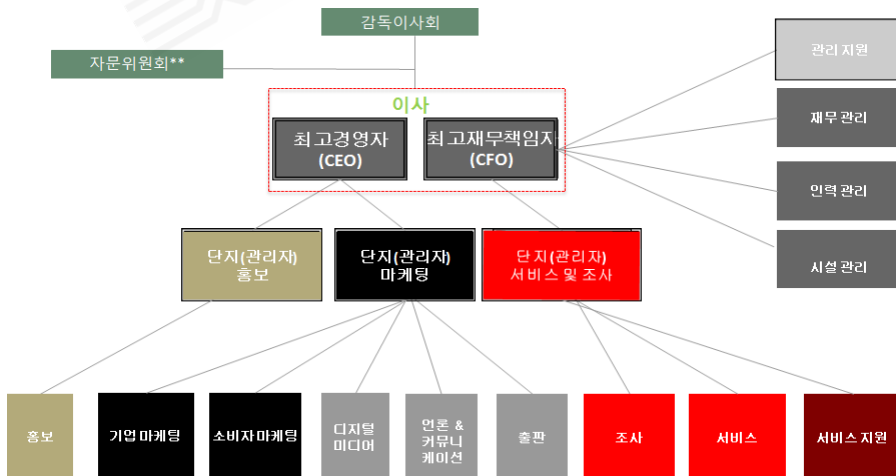 감독이사회
자문위원회**
이사
최고경영자
(CEO)
최고재무책임자
(CFO)
관리 지원
재무 관리
인력 관리
시설 관리
단지(관리자)
홍보
단지(관리자)
마케팅
단지(관리자)
서비스 및 조사
홍보
기업 마케팅
소비자 마케팅
디지털
미디어
언론 &
커뮤니
케이션
출판
조사
서비스
서비스 지원